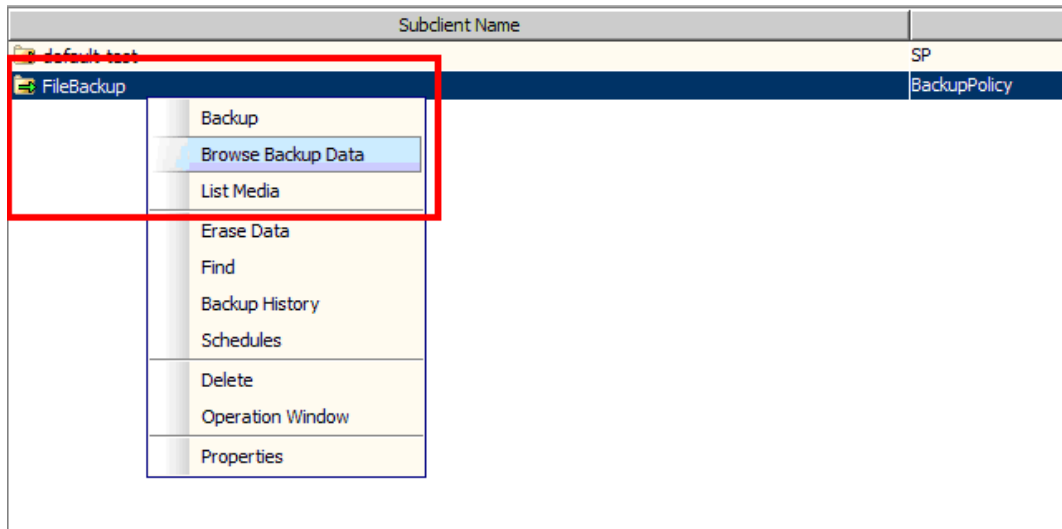 Subclient Name
default test SP
FileBackup BackupPolicy
Backup
Browse Backup Data
List Media
Erase Data
Find
Backup History
Schedules
Delete
Operation Window
Properties